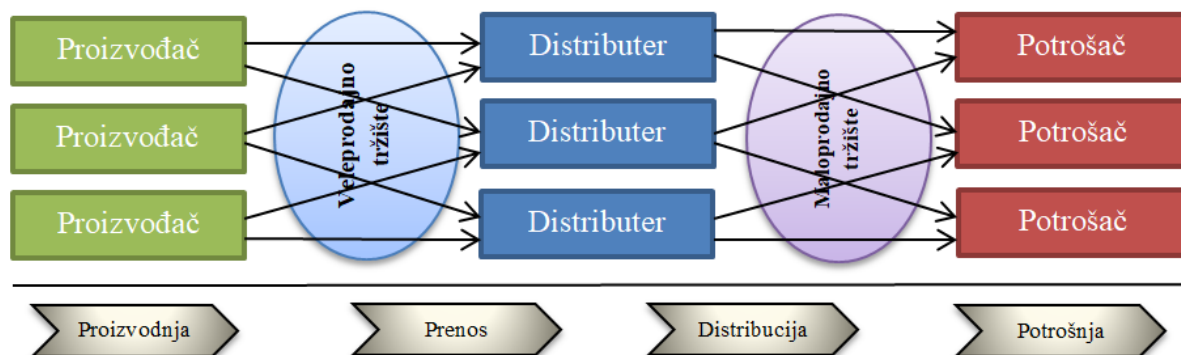 Proizvođač
Distributer
Potrošač
Proizvođač
Distributer
Potrošač
Proizvođač
Distributer
Potrošač
Veleprodajno
tržište
Maloprodajno
tržište
Proizvodnja
Prenos
Distribucija
Potrošnja